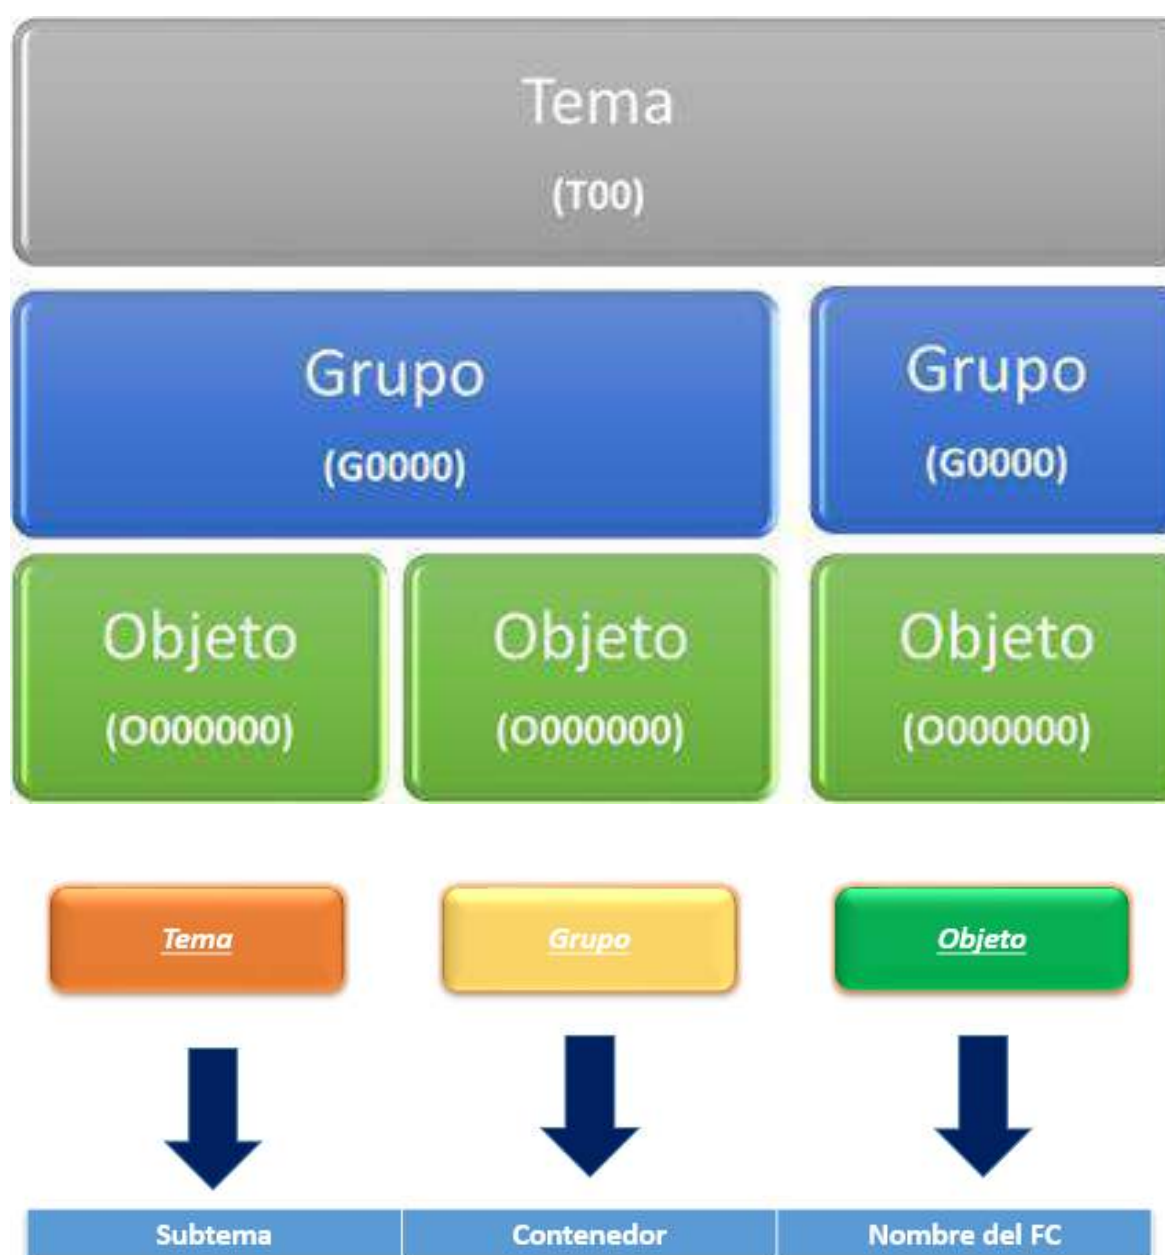 Tema
(T00)
Grupo
(G0000)
Grupo
(G0000)
Objeto
(O000000)
Objeto
(O000000)
Objeto
(O000000)
Tema
Grupo
Objeto
Subtema
Contenedor
Nombre del FC